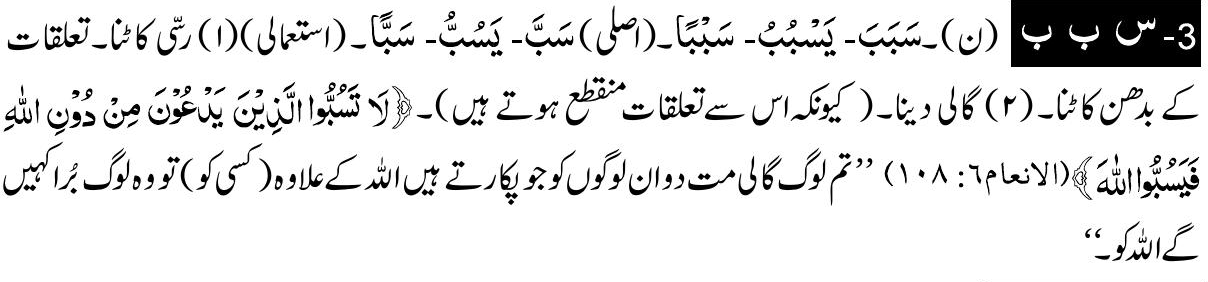 3- س ب ب (ن)۔سَبَبَ- یَسْبُبُ- سَبْبًا۔(اصلی) سَبَّ- یَسُبُّ- سَبًّا۔ (استعمالی)(۱) رسّی کاٹنا۔ تعلقات
کے بدھن کاٹنا۔ (۲) گالی دینا۔ ( کیونکہ اس سے تعلقات منقطع ہوتے ہیں)۔ ﴿لَا تَسُبُّوا الَّذِیْنَ یَدْعُوْنَ مِنْ دُوْنِ اللّٰهِ
فَیَسُبُّوا اللّٰهَ﴾ (الانعام۶: ۱۰۸) ’’تم لوگ گالی مت دو ان لوگوں کو جو پکارتے ہیں اللہ کے علاوہ (کسی کو) تو وہ لوگ بُرا کہیں
گے اللہ کو۔‘‘